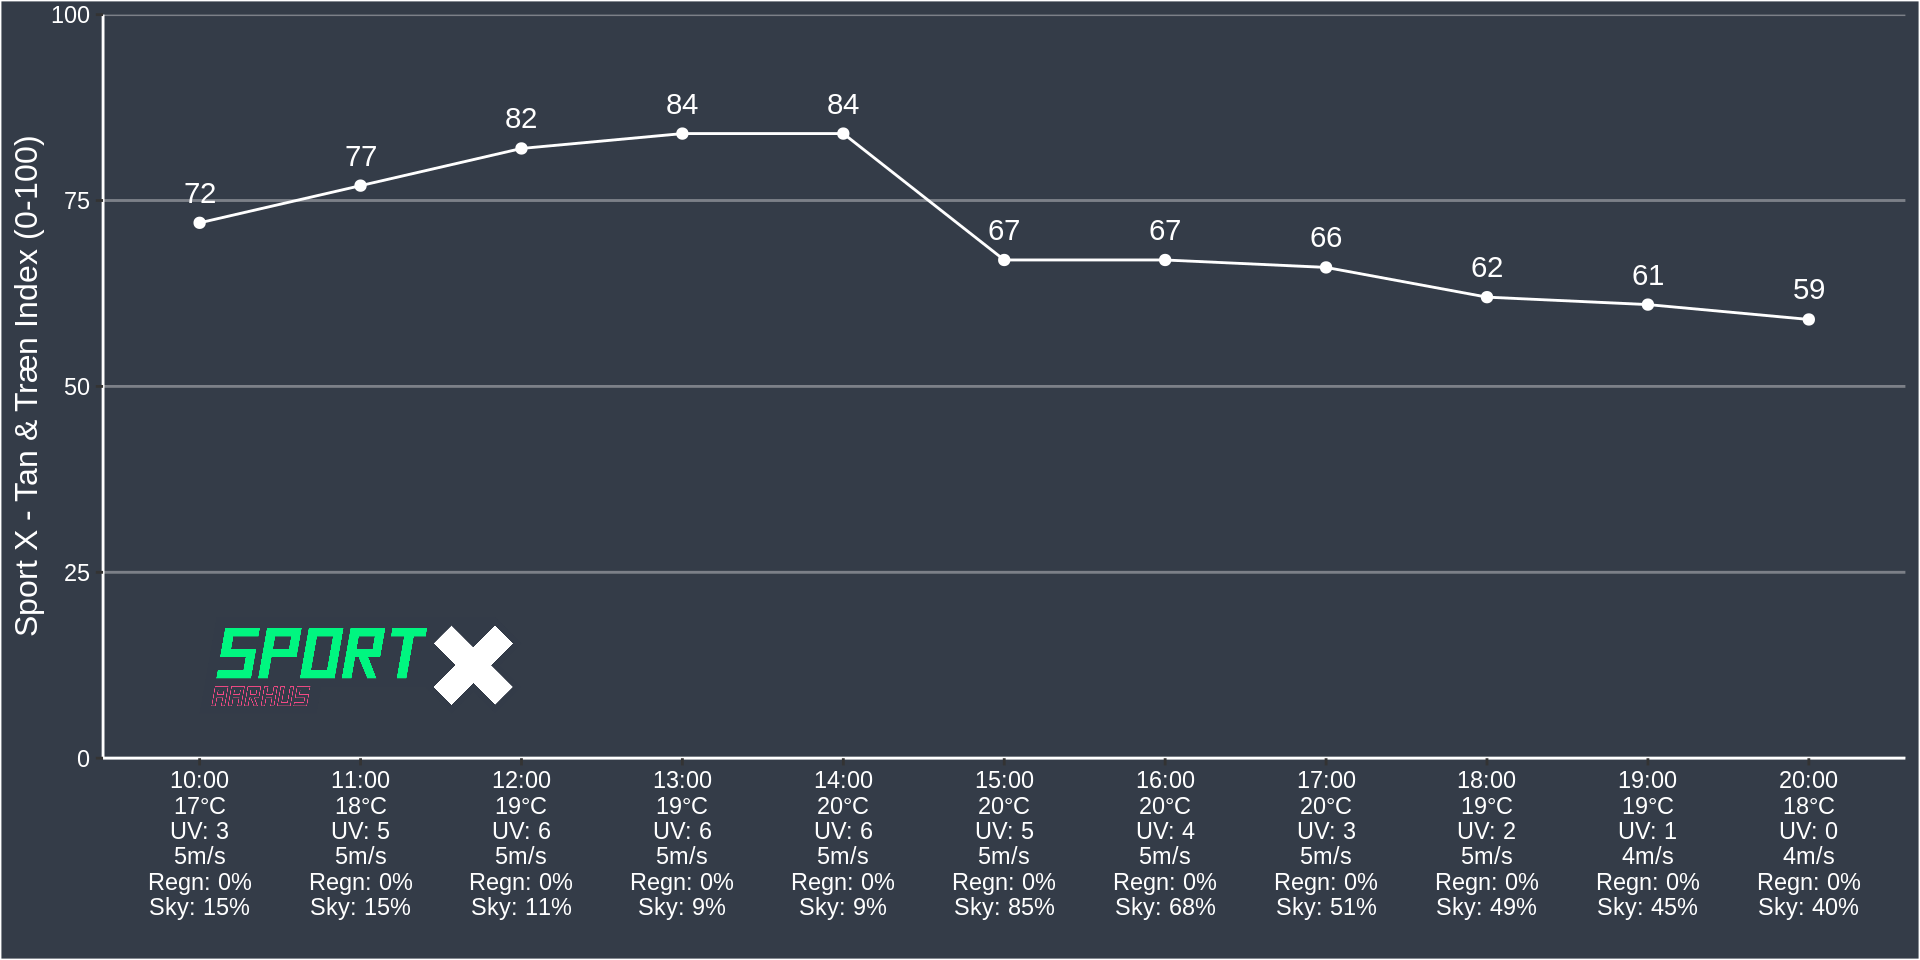 100
75
50
25
0
Sport X - Tan & Træn Index (0-100)
72
77
82
84
84
67
67
66
62
61
59
SPORT X
AARHUS
10:00 11:00 12:00 13:00 14:00 15:00 16:00 17:00 18:00 19:00 20:00
17°C 18°C 19°C 19°C 20°C 20°C 20°C 20°C 19°C 19°C 18°C
UV: 3 UV: 5 UV: 6 UV: 6 UV: 6 UV: 5 UV: 4 UV: 3 UV: 2 UV: 1 UV: 0
5m/s 5m/s 5m/s 5m/s 5m/s 5m/s 5m/s 5m/s 5m/s 4m/s 4m/s
Regn: 0% Regn: 0% Regn: 0% Regn: 0% Regn: 0% Regn: 0% Regn: 0% Regn: 0% Regn: 0% Regn: 0% Regn: 0%
Sky: 15% Sky: 15% Sky: 11% Sky: 9% Sky: 9% Sky: 85% Sky: 68% Sky: 51% Sky: 49% Sky: 45% Sky: 40%